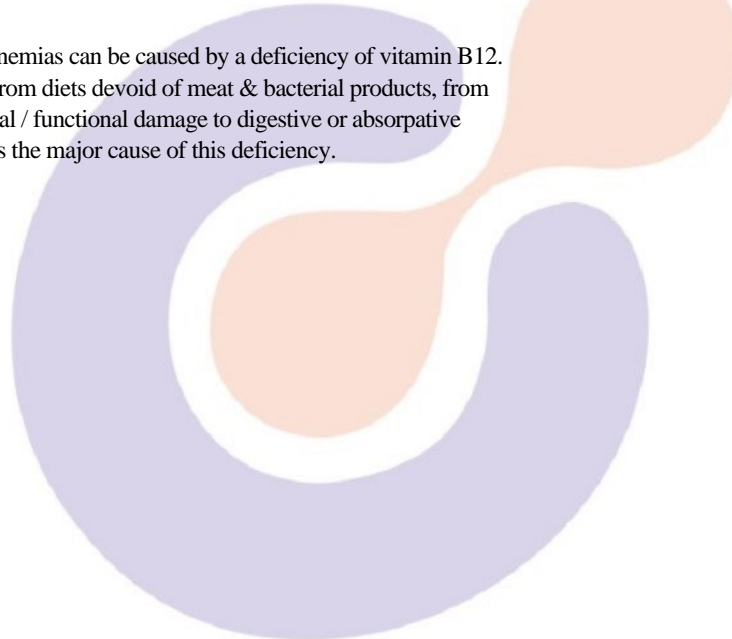 nemias can be caused by a deficiency of vitamin B12.
rom diets devoid of meat & bacterial products, from
al / functional damage to digestive or absorpative
s the major cause of this deficiency.